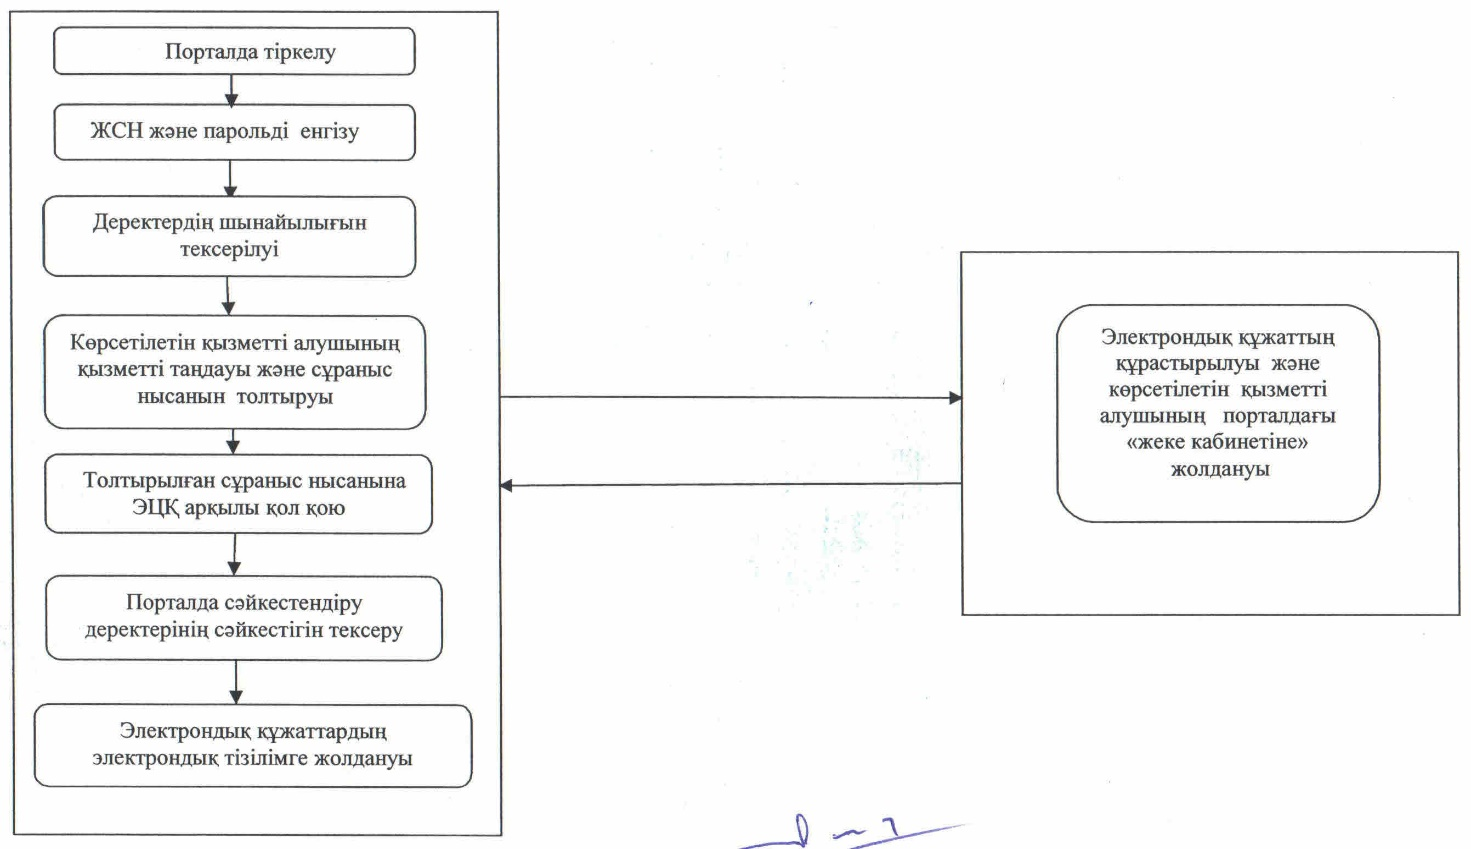 Порталда тіркелу
ЖСН және парольді енгізу
Деректердің шынайылығын
тексерілуі
Көрсетілетін қызметті алушының
қызметті таңдауы және сұраныс
нысанын толтыруы
Толтырылған сұраныс нысанына
ЭЦҚ арқылы қол қою
Порталда сәйкестендіру
деректерінің сәйкестігін тексеру
Электрондық құжаттардың
электрондық тізілімге жолдануы
Электрондық құжаттың
құрастырылуы және
көрсетілетін қызметті
алушының порталдағы
«жеке кабинетіне»
жолдануы